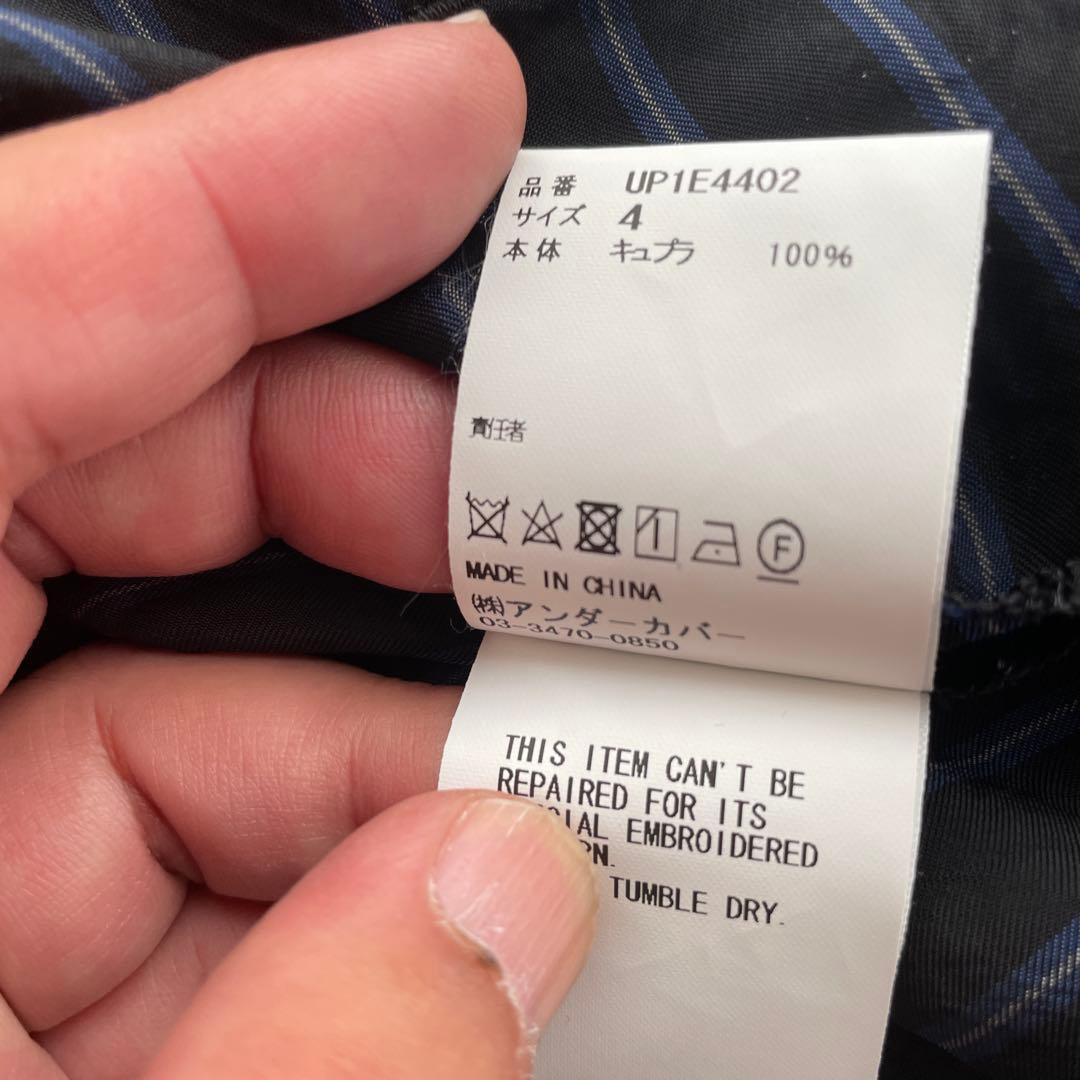 品番 UP1E4402
サイズ 4
本体 キュプラ 100%
責任者
F
MADE IN CHINA
(株)アンダーカバー
03-3470-0850
THIS ITEM CAN'T BE
REPAIRED FOR ITS
EMBROIDERED
TUMBLE DRY.